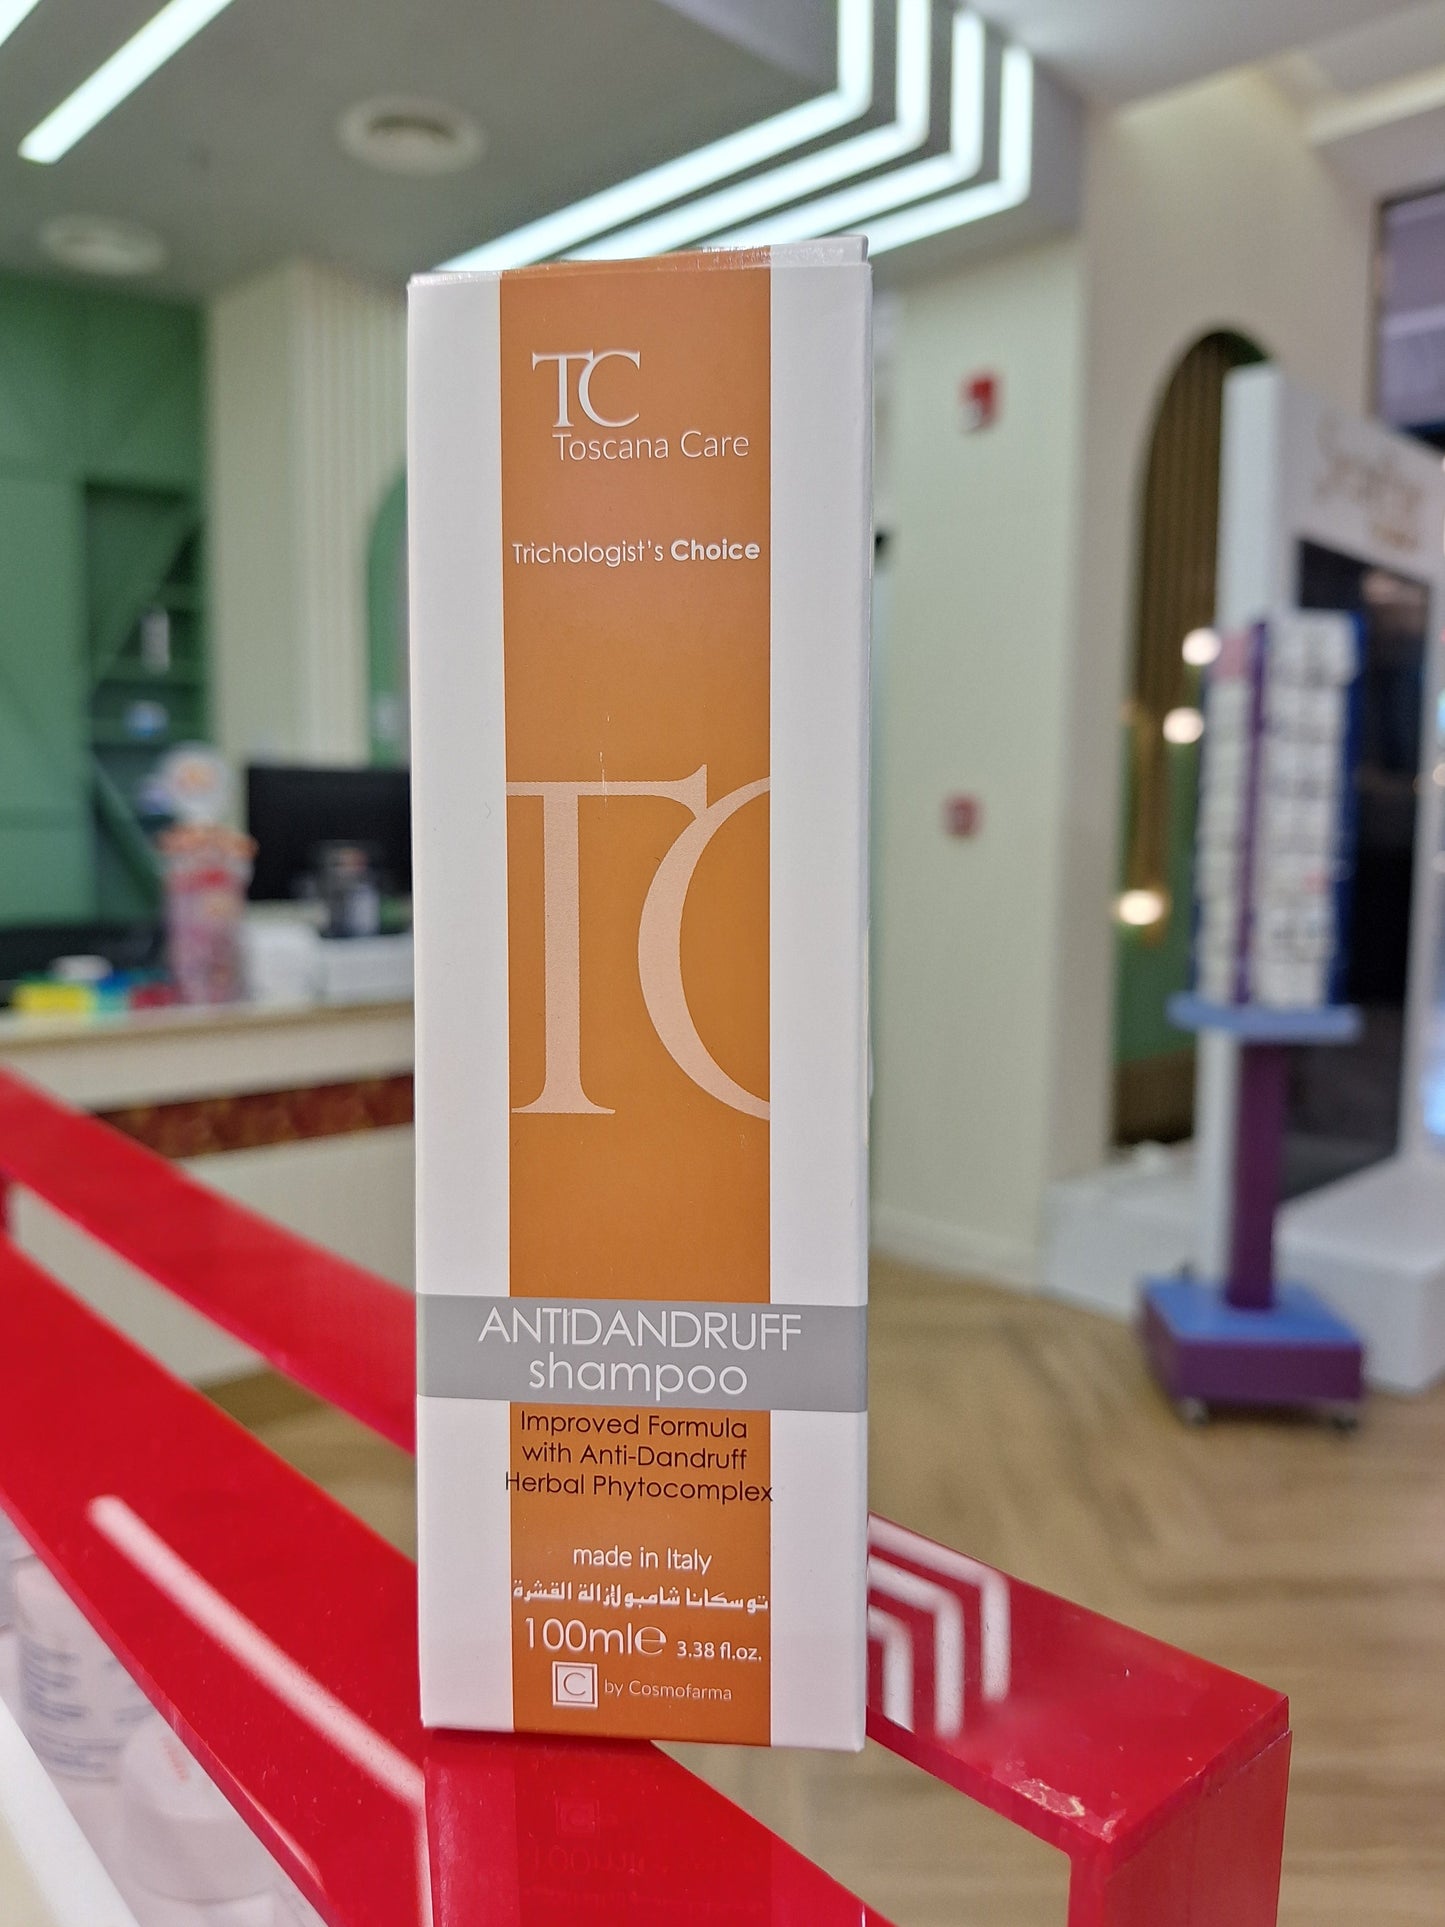 TC
Toscana Care
Trichologist's Choice
TC
ANTIDANDRUFF
shampoo
Improved Formula
with Anti-Dandruff
Herbal Phytocomplex
made in Italy
توسكانا شامبو لإزالة القشرة
100ml℮ 3.38 fl.oz.
C by Cosmofarma